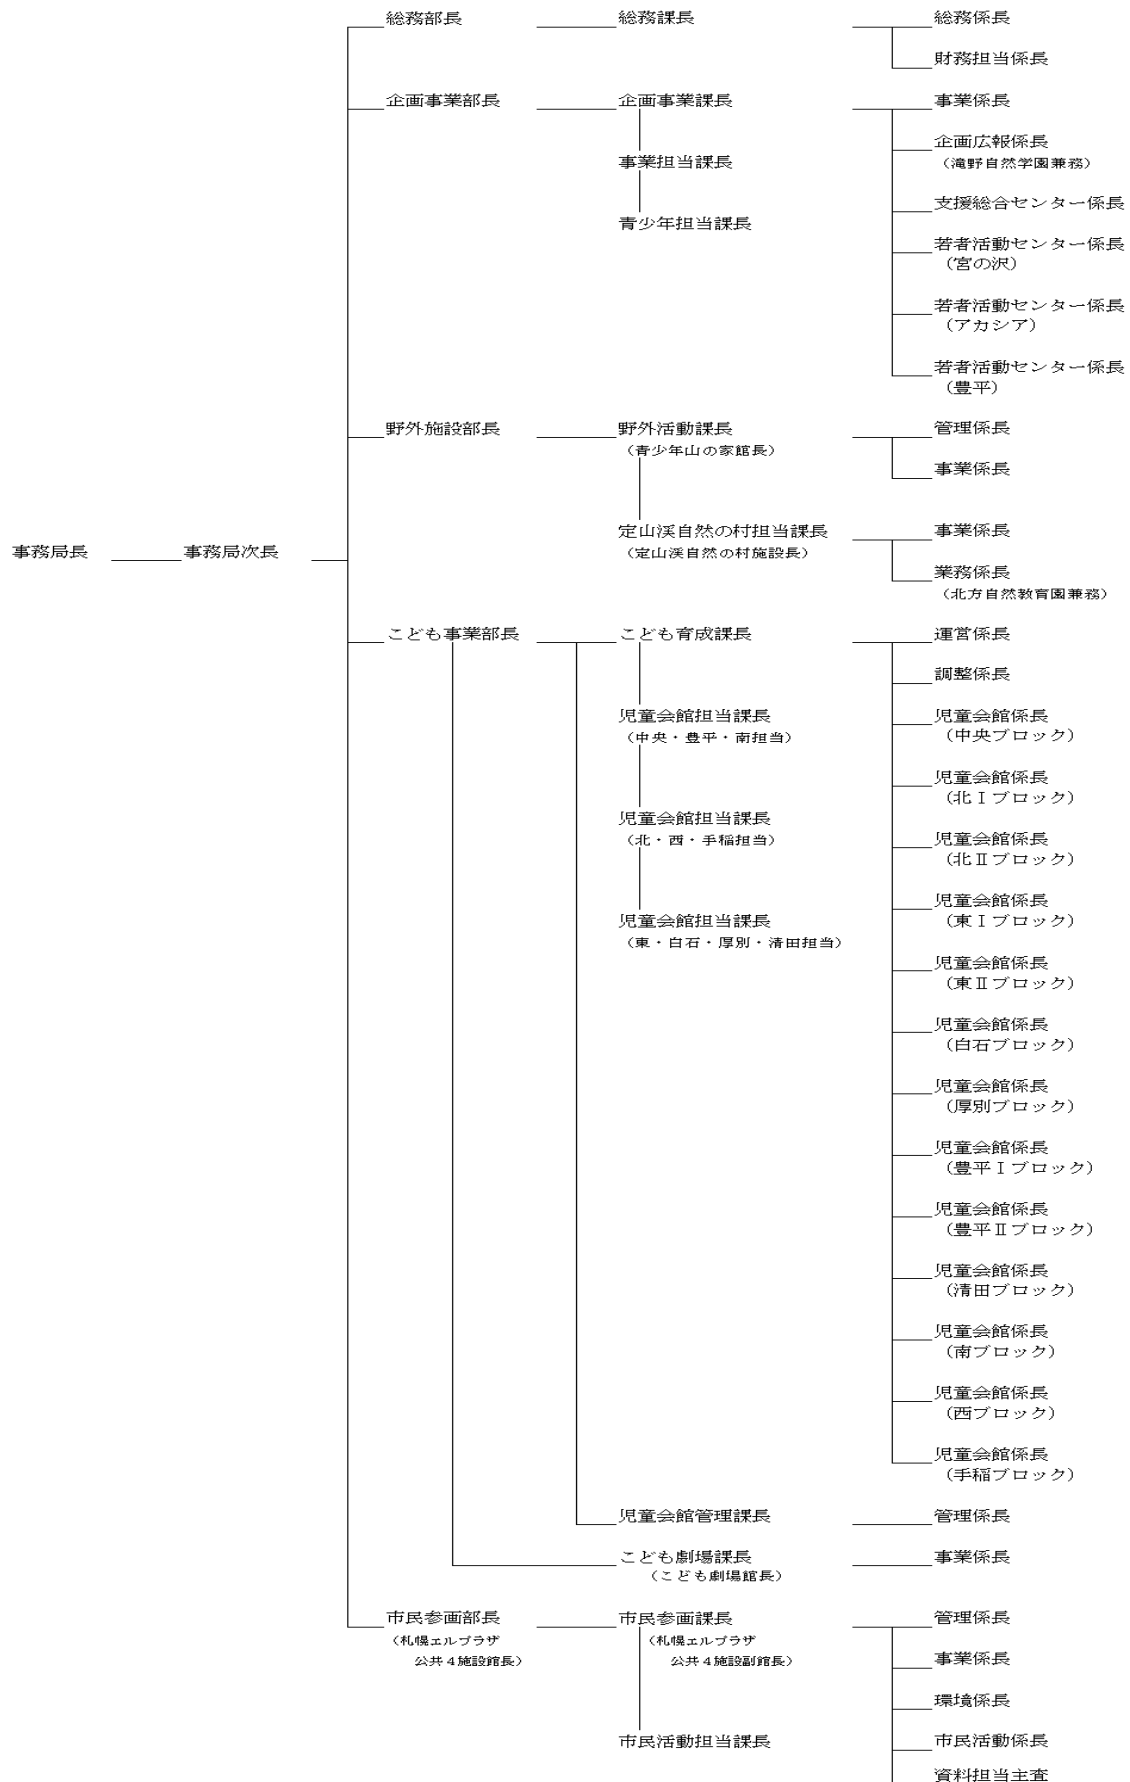 総務部長
総務課長
総務係長
財務担当係長
企画事業部長
企画事業課長
事業係長
企画広報係長
（滝野自然学園兼務）
事業担当課長
支援総合センター係長
青少年担当課長
若者活動センター係長
（宮の沢）
若者活動センター係長
（アカシア）
若者活動センター係長
（豊平）
野外施設部長
野外活動課長
（青少年山の家館長）
管理係長
事業係長
定山渓自然の村担当課長
（定山渓自然の村施設長）
事業係長
業務係長
（北方自然教育園兼務）
事務局長
事務局次長
こども事業部長
こども育成課長
運営係長
調整係長
児童会館担当課長
（中央・豊平・南担当）
児童会館係長
（中央ブロック）
児童会館係長
（北Ⅰブロック）
児童会館担当課長
（北・西・手稲担当）
児童会館係長
（北Ⅱブロック）
児童会館係長
（東Ⅰブロック）
児童会館担当課長
（東・白石・厚別・清田担当）
児童会館係長
（東Ⅱブロック）
児童会館係長
（白石ブロック）
児童会館係長
（厚別ブロック）
児童会館係長
（豊平Ⅰブロック）
児童会館係長
（豊平Ⅱブロック）
児童会館係長
（清田ブロック）
児童会館係長
（南ブロック）
児童会館係長
（西ブロック）
児童会館係長
（手稲ブロック）
児童会館管理課長
管理係長
こども劇場課長
（こども劇場館長）
事業係長
市民参画部長
（札幌エルプラザ
公共４施設館長）
市民参画課長
（札幌エルプラザ
公共４施設副館長）
管理係長
事業係長
環境係長
市民活動担当課長
市民活動係長
資料担当主査